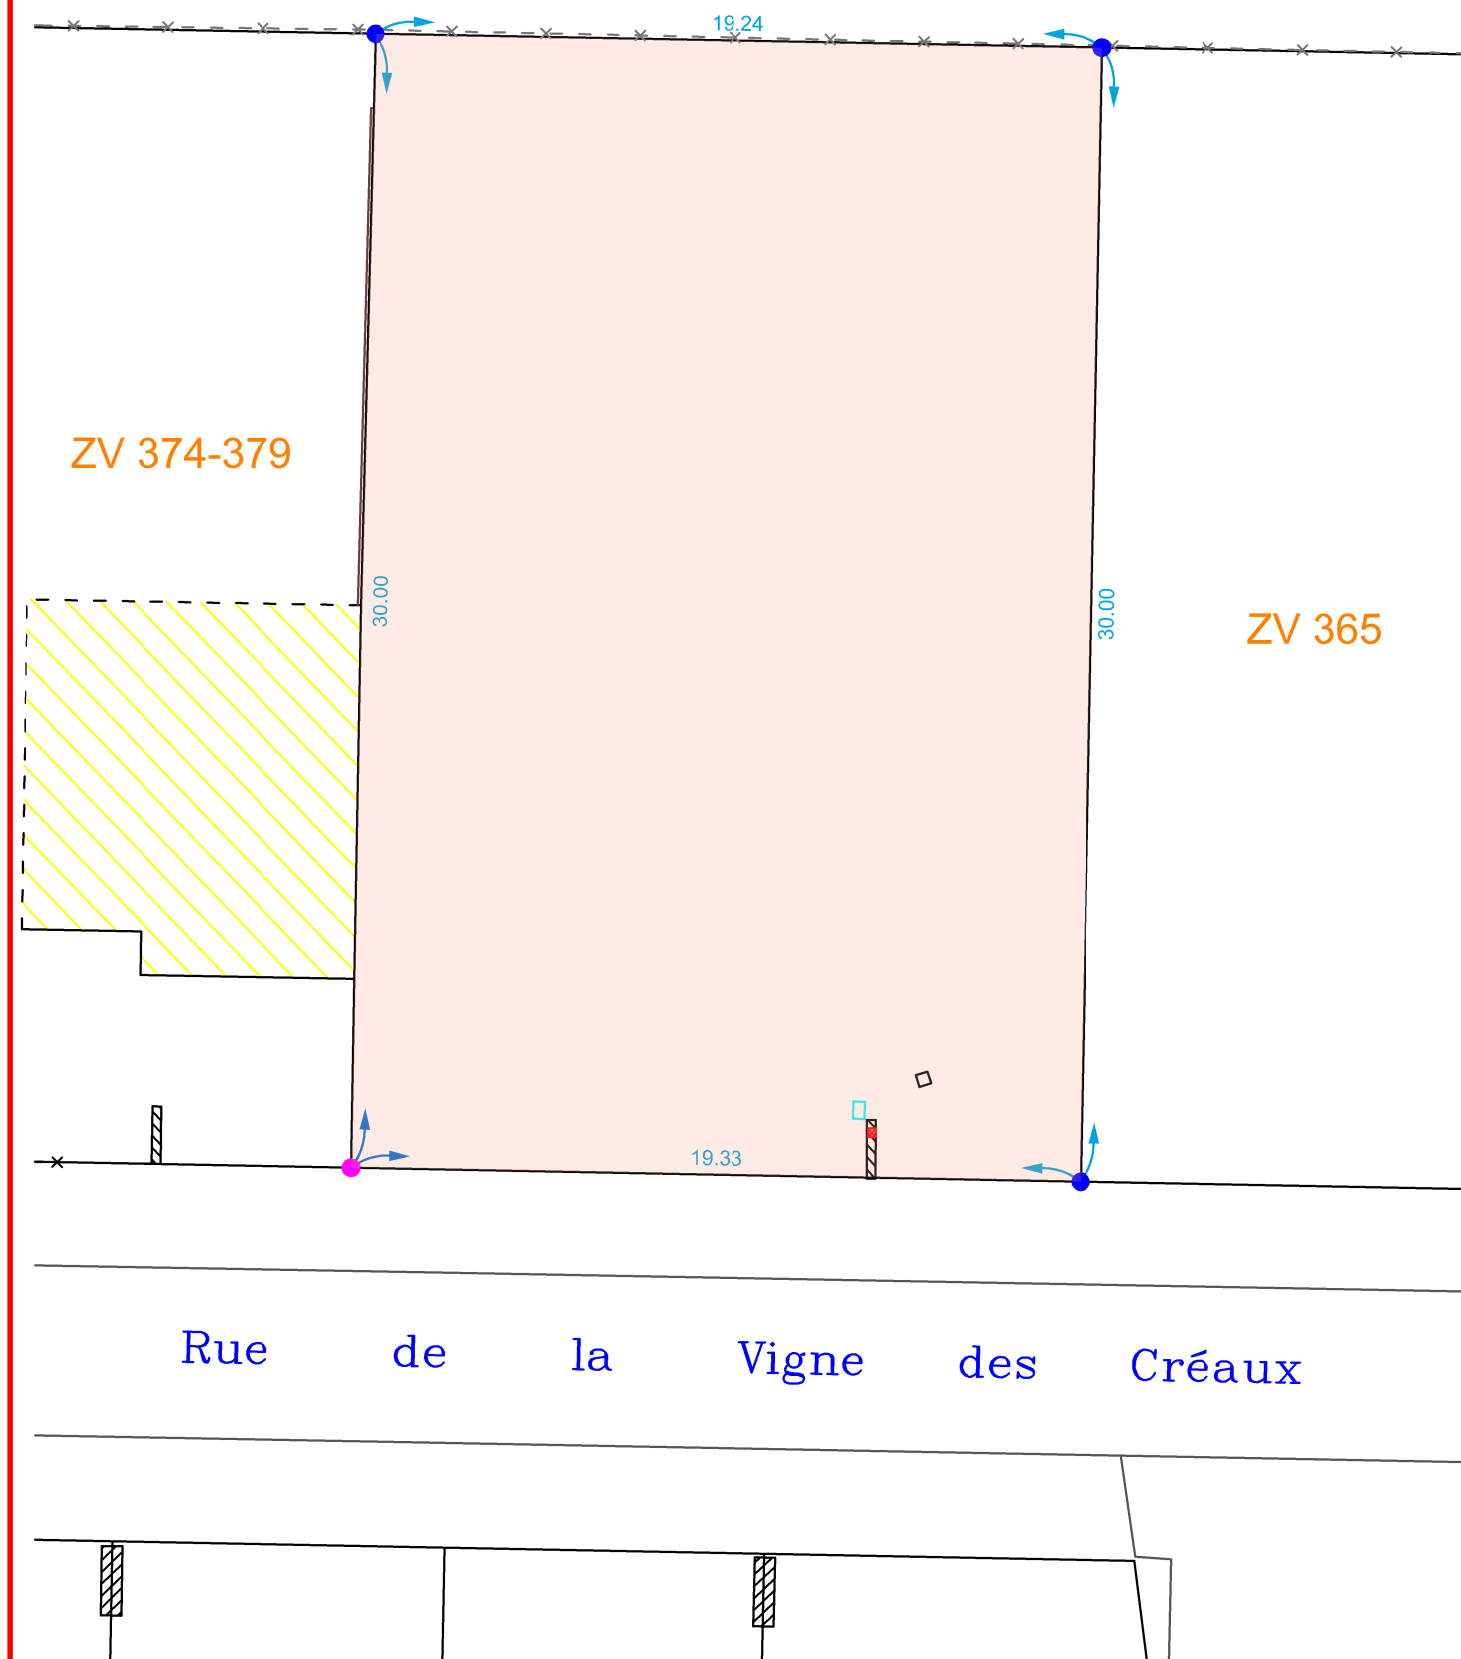 19.24
ZV 374-379
30.00
30.00
ZV 365
19.33
Rue de la Vigne des Créaux